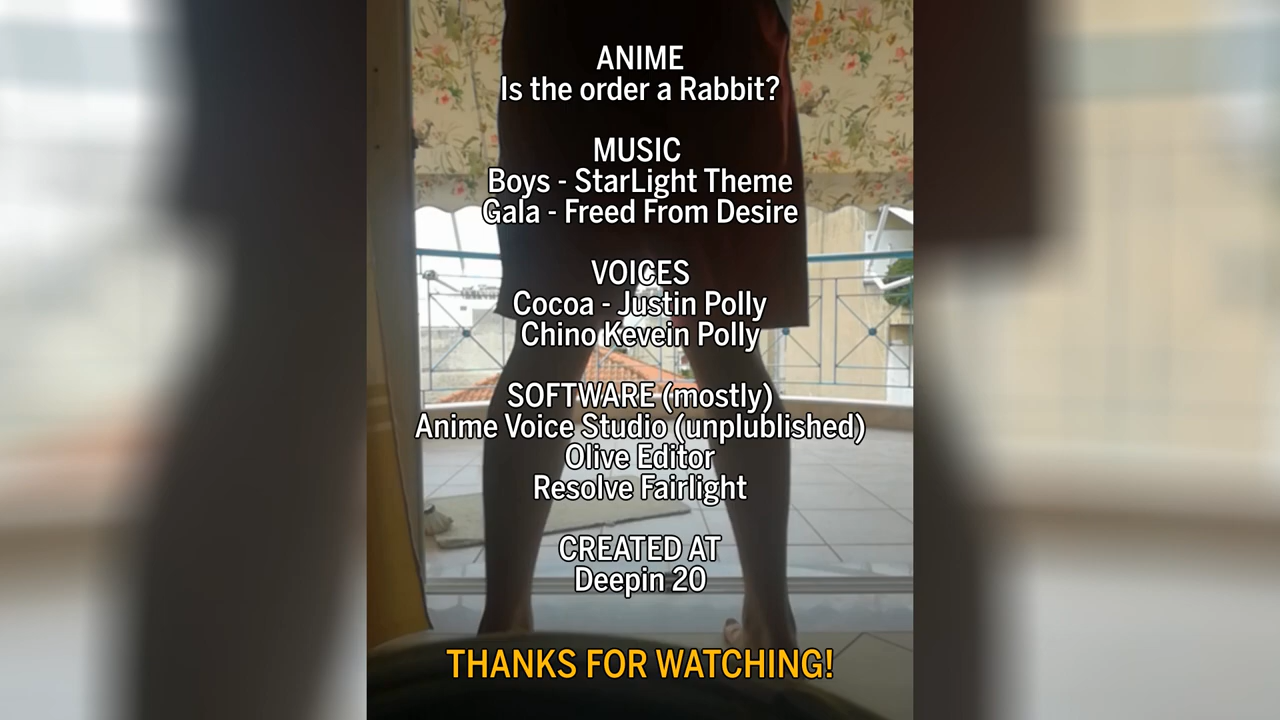 ANIME
Is the order a Rabbit?
MUSIC
Boys - StarLight Theme
Gala - Freed From Desire
VOICES
Cocoa - Justin Polly
Chino Kevein Polly
SOFTWARE (mostly)
Anime Voice Studio (unplublished)
Olive Editor
Resolve Fairlight
CREATED AT
Deepin 20
THANKS FOR WATCHING!